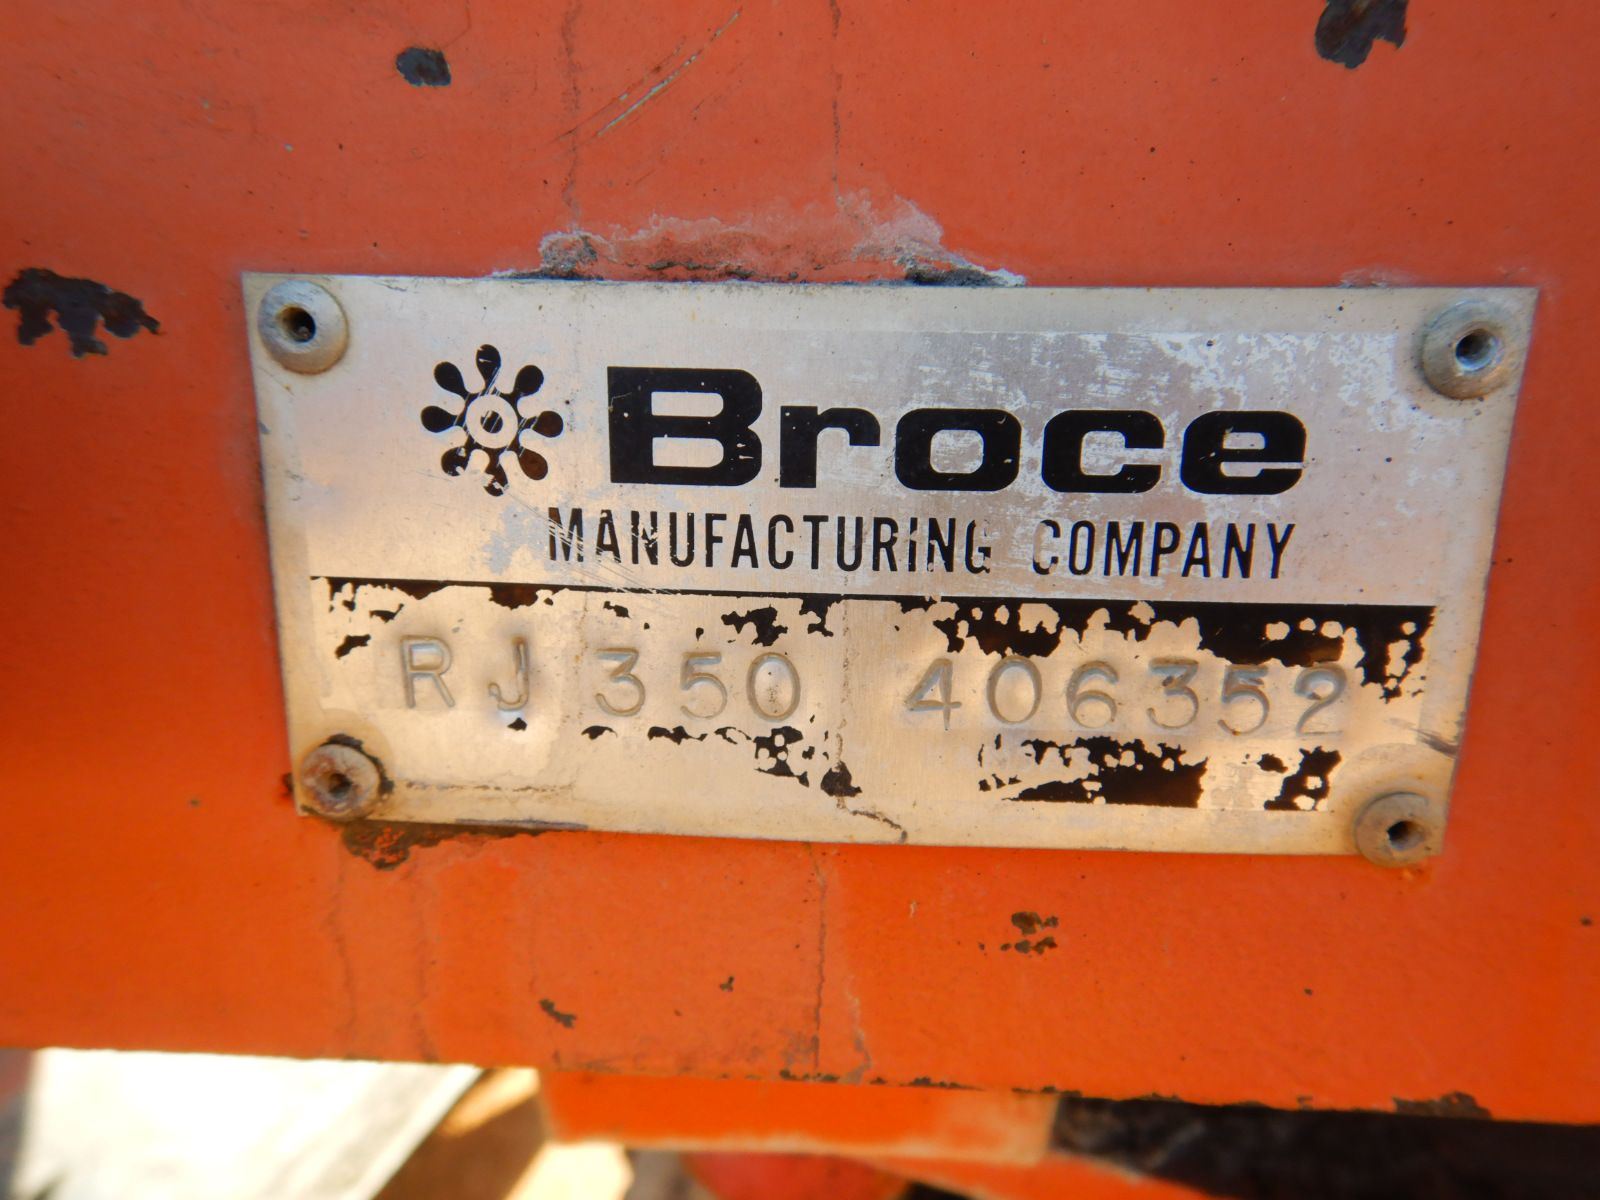 Broce
MANUFACTURING COMPANY
RJ 350 406352